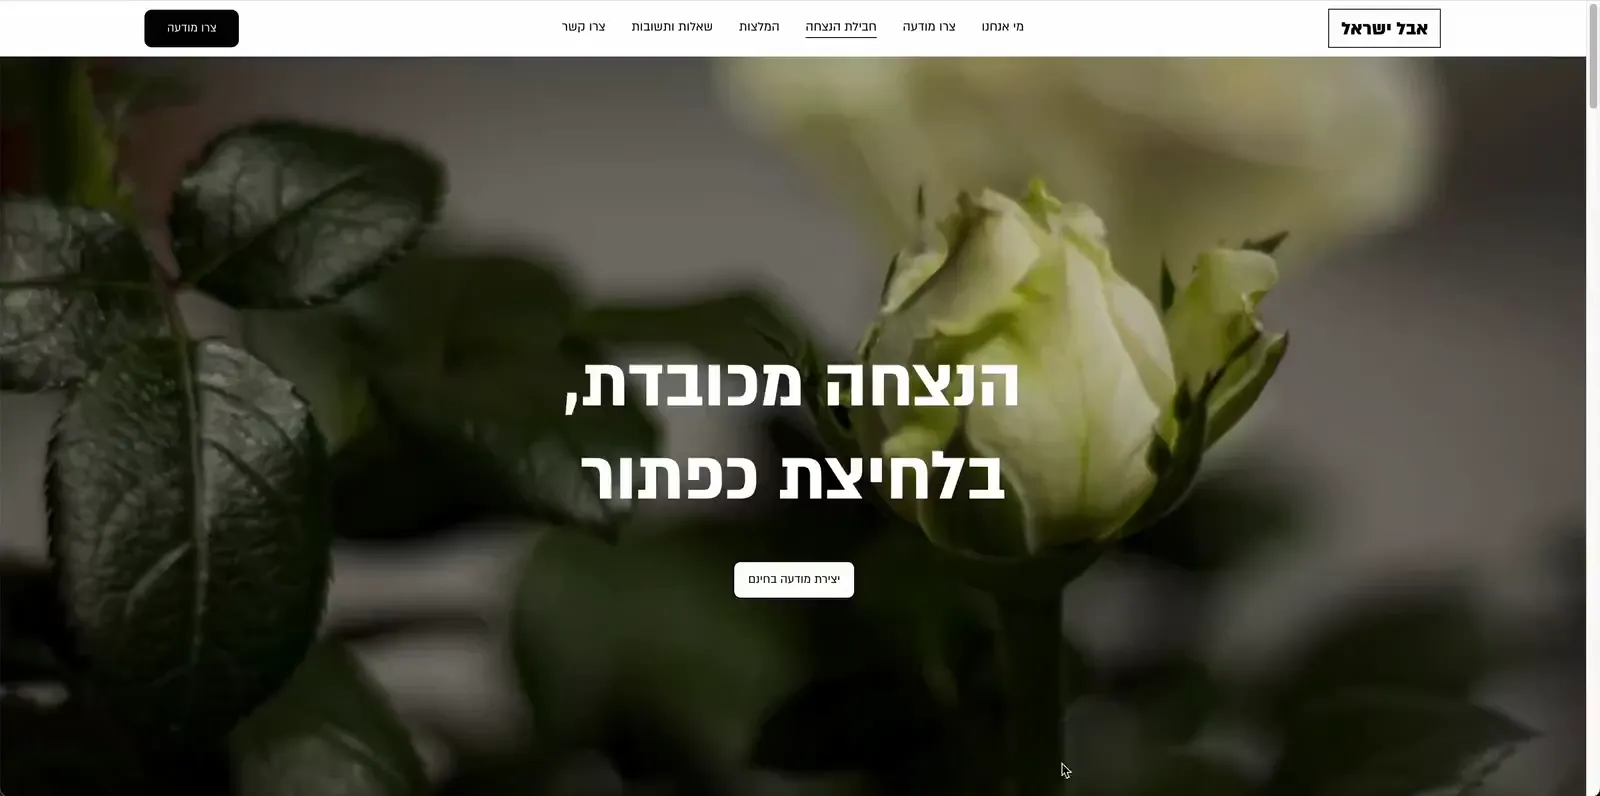 אבל ישראל
מי אנחנו
צרו מודעה
חבילת הנצחה
המלצות
שאלות ותשובות
צרו קשר
צרו מודעה
הנצחה מכובדת,
בלחיצת כפתור
יצירת מודעה בחינם